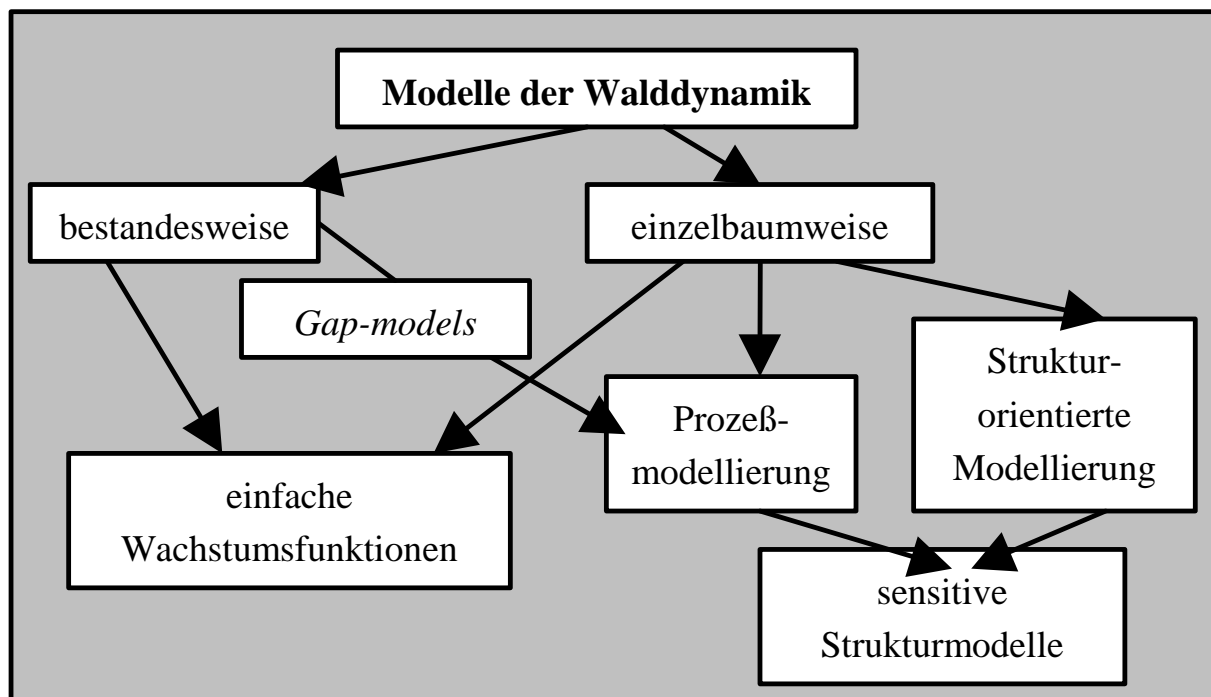 Modelle der Walddynamik
bestandesweise
einzelbaumweise
Gap-models
Struktur-
orientierte
Modellierung
Prozeß-
modellierung
einfache
Wachstumsfunktionen
sensitive
Strukturmodelle